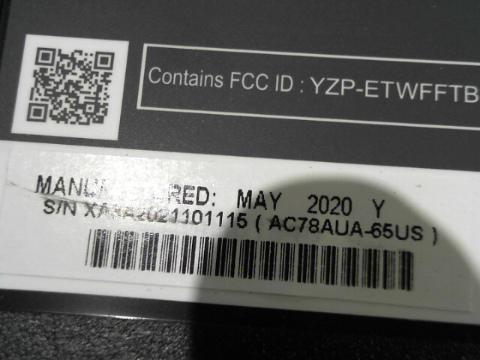 Contains FCC ID : YZP-ETWFFTB
MAY 2020 Y
S/N ( AC78AUA-65US )